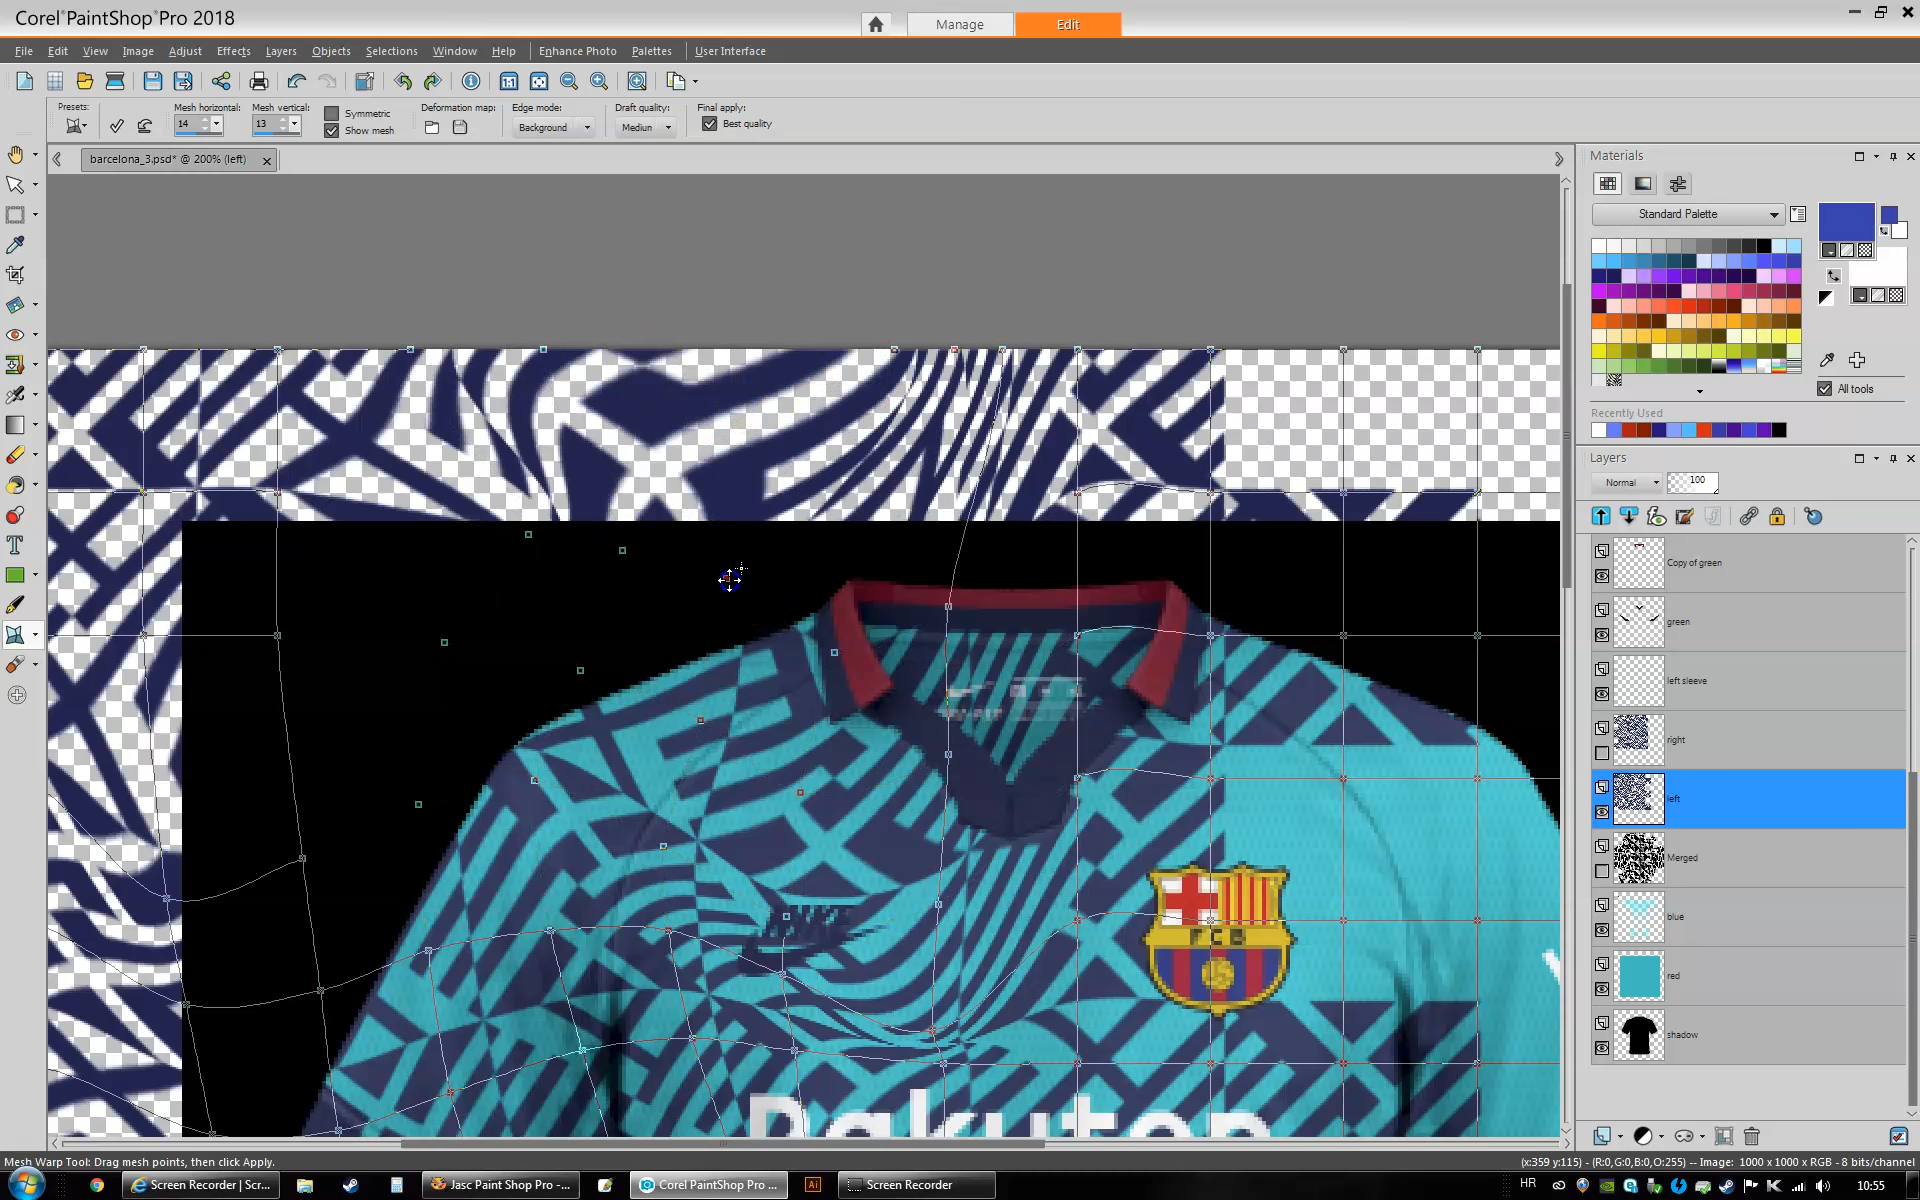 Corel PaintShop Pro 2018
Manage
Edit
File Edit View Image Adjust Effects Layers Objects Selections Window Help Enhance Photo Palettes User Interface
Presets:
Mesh horizontal:
14
Mesh vertical:
13
Symmetric
Show mesh
Deformation map:
Edge mode:
Background
Draft quality:
Mediun
Final apply:
Best quality
barcelona_3.psd* @ 200% (left)
Materials
Standard Palette
All tools
Recently Used
Layers
Normal
100
Copy of green
green
left sleeve
right
left
Merged
blue
red
shadow
FCB
Rakuten
Mesh Warp Tool: Drag mesh points, then click Apply.
(x:359 y:115) - (R:0,G:0,B:0,O:255) -- Image: 1000 x 1000 x RGB - 8 bits/channel
Screen Recorder | Scr...
Jasc Paint Shop Pro -...
Corel PaintShop Pro ...
Ai
Screen Recorder
HR
10:55